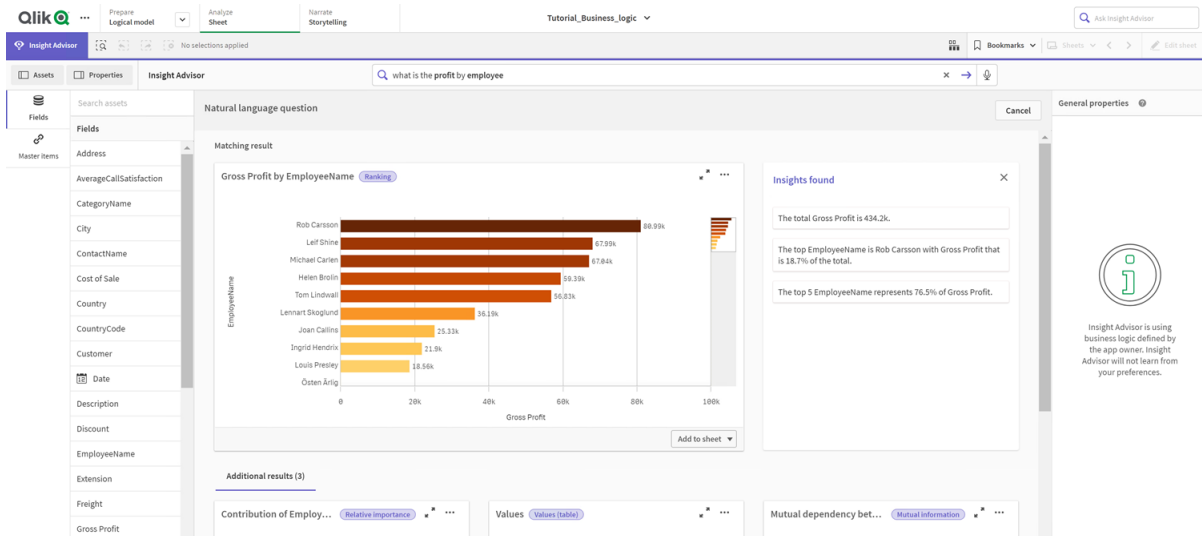 Qlik
Prepare
Logical model
Analyze
Sheet
Narrate
Storytelling
Tutorial_Business_logic
Ask Insight Advisor
Insight Advisor
No selections applied
Bookmarks
Sheets
Edit sheet
Assets
Properties
Insight Advisor
what is the profit by employee
Fields
Master items
Search assets
Fields
Address
AverageCallSatisfaction
CategoryName
City
ContactName
Cost of Sale
Country
CountryCode
Customer
Date
Description
Discount
EmployeeName
Extension
Freight
Gross Profit
Natural language question
Cancel
Matching result
Gross Profit by EmployeeName
Ranking
EmployeeName
Rob Carsson 80.99k
Leif Shine 67.99k
Michael Carlen 67.04k
Helen Brolin 59.39k
Tom Lindwall 56.83k
Lennart Skoglund 36.19k
Joan Callins 25.33k
Ingrid Hendrix 21.9k
Louis Presley 18.56k
Östen Ärlig
0 20k 40k 60k 80k 100k
Gross Profit
Add to sheet
Insights found
The total Gross Profit is 434.2k.
The top EmployeeName is Rob Carsson with Gross Profit that
is 18.7% of the total.
The top 5 EmployeeName represents 76.5% of Gross Profit.
Additional results (3)
Contribution of Employ...
Relative importance
Values
Values (table)
Mutual dependency bet...
Mutual information
General properties
Insight Advisor is using
business logic defined by
the app owner. Insight
Advisor will not learn from
your preferences.